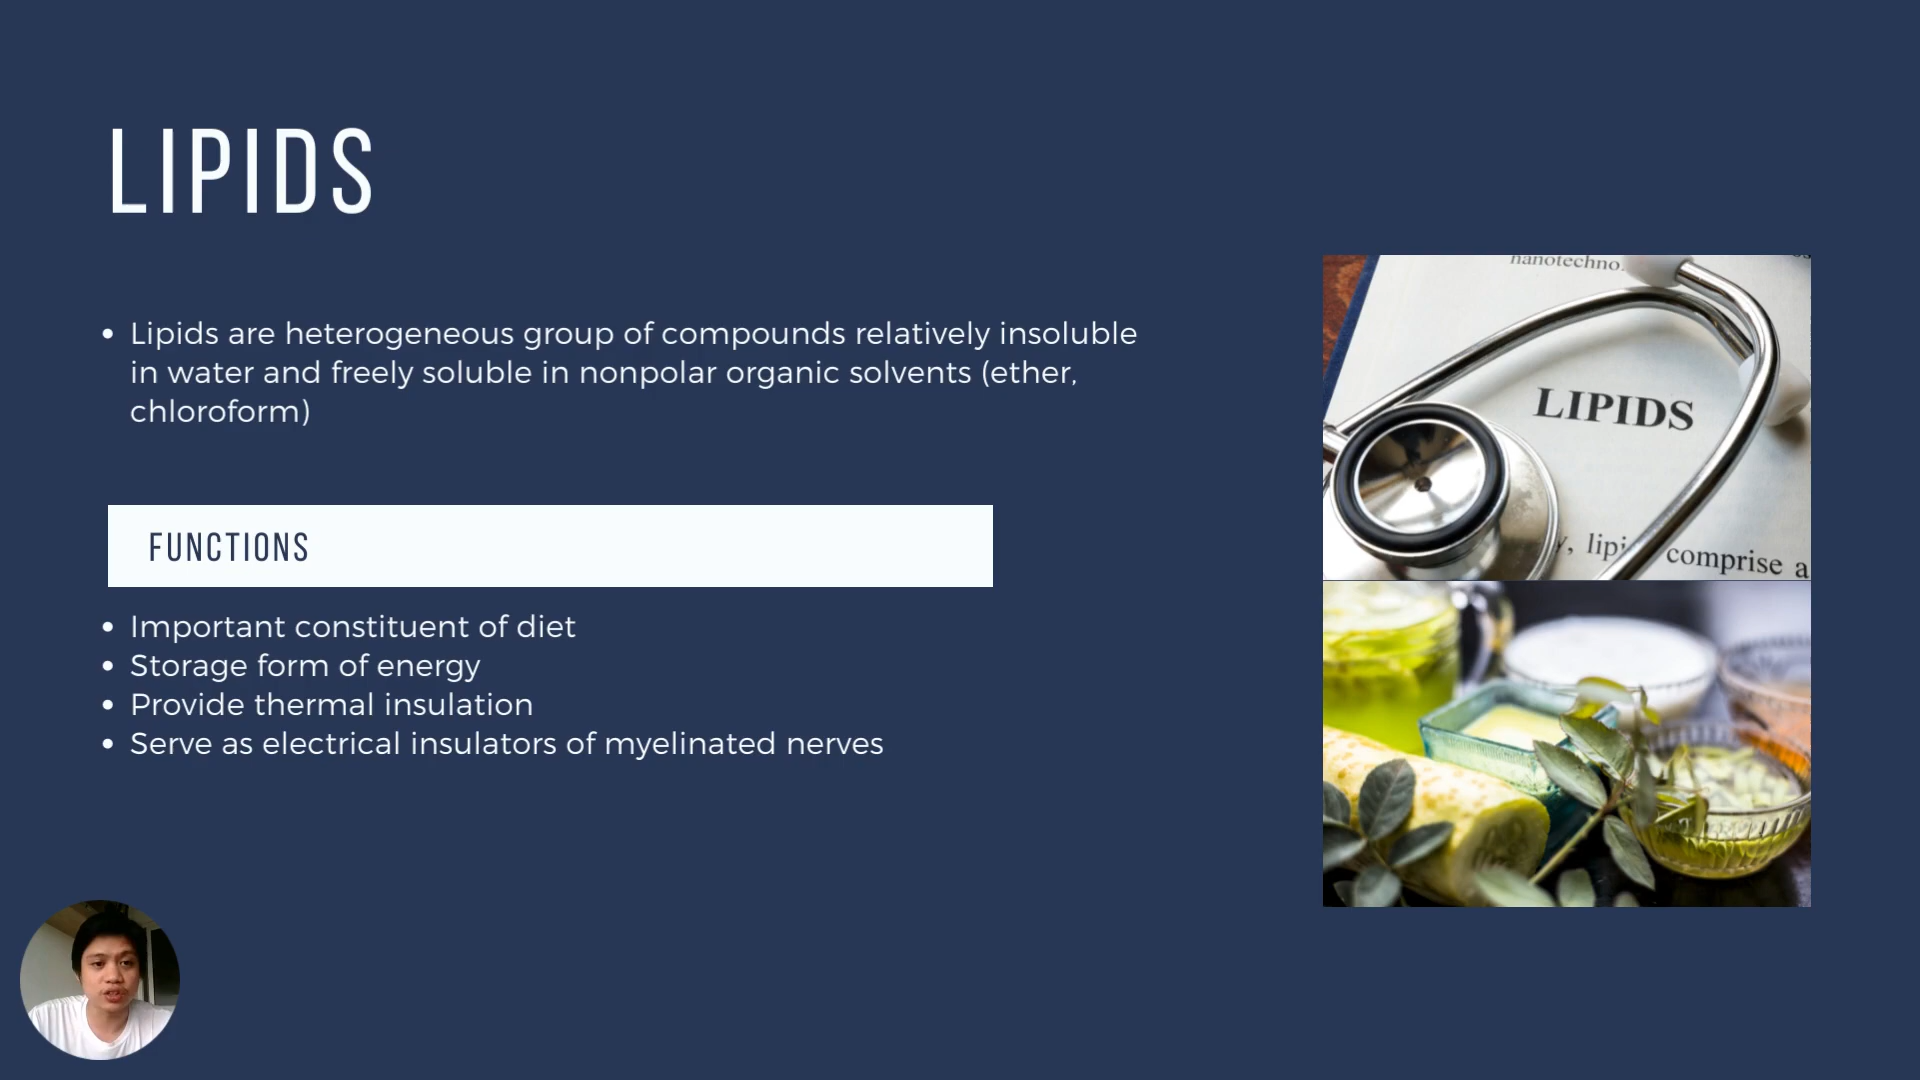 LIPIDS
• Lipids are heterogeneous group of compounds relatively insoluble
in water and freely soluble in nonpolar organic solvents (ether,
chloroform)
FUNCTIONS
• Important constituent of diet
• Storage form of energy
• Provide thermal insulation
• Serve as electrical insulators of myelinated nerves
nanotechno
LIPIDS
comprise a